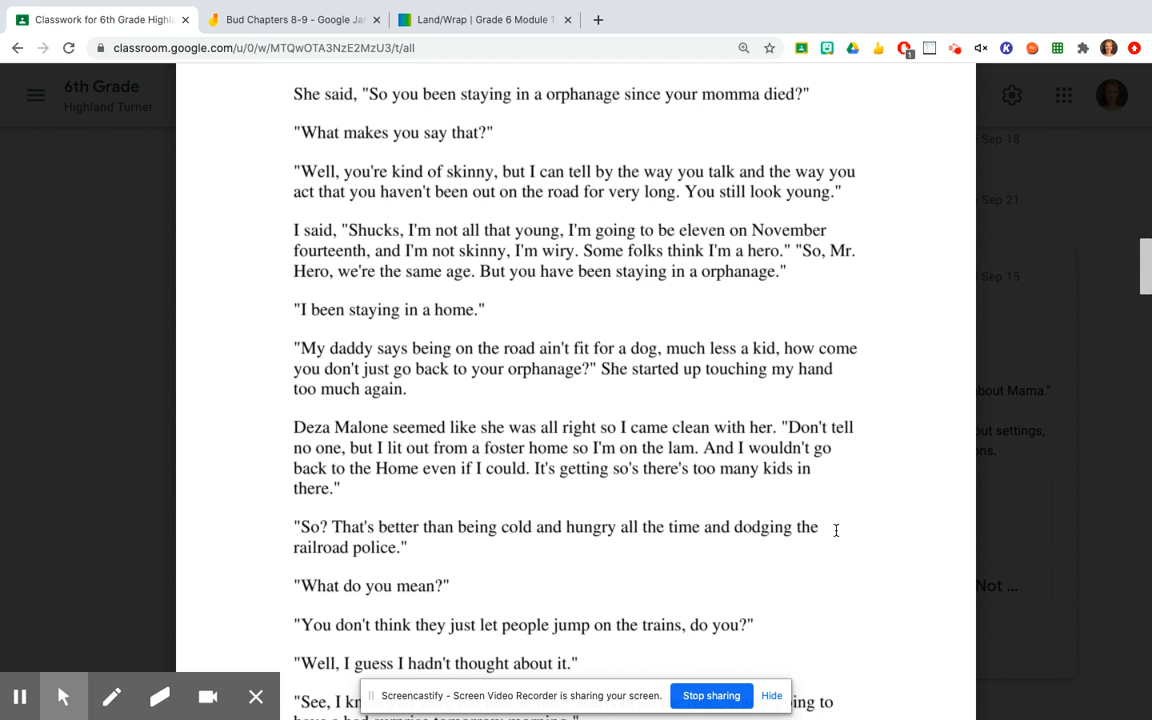 Classwork for 6th Grade Highl
Bud Chapters 8-9 - Google Ja
Land/Wrap | Grade 6 Module 1
classroom.google.com/u/0/w/MTQwOTA3NzE2MzU3/t/all
6th Grade
Highland Turner
Sep 18
Sep 21
Sep 15
bout Mama."
out settings,
ons.
Not ...
She said, "So you been staying in a orphanage since your momma died?"
"What makes you say that?"
"Well, you're kind of skinny, but I can tell by the way you talk and the way you
act that you haven't been out on the road for very long. You still look young."
I said, "Shucks, I'm not all that young, I'm going to be eleven on November
fourteenth, and I'm not skinny, I'm wiry. Some folks think I'm a hero." "So, Mr.
Hero, we're the same age. But you have been staying in a orphanage."
"I been staying in a home."
"My daddy says being on the road ain't fit for a dog, much less a kid, how come
you don't just go back to your orphanage?" She started up touching my hand
too much again.
Deza Malone seemed like she was all right so I came clean with her. "Don't tell
no one, but I lit out from a foster home so I'm on the lam. And I wouldn't go
back to the Home even if I could. It's getting so's there's too many kids in
there."
"So? That's better than being cold and hungry all the time and dodging the
railroad police."
"What do you mean?"
"You don't think they just let people jump on the trains, do you?"
"Well, I guess I hadn't thought about it."
"See, I kn
ing to
Screencastify - Screen Video Recorder is sharing your screen.
Stop sharing
Hide